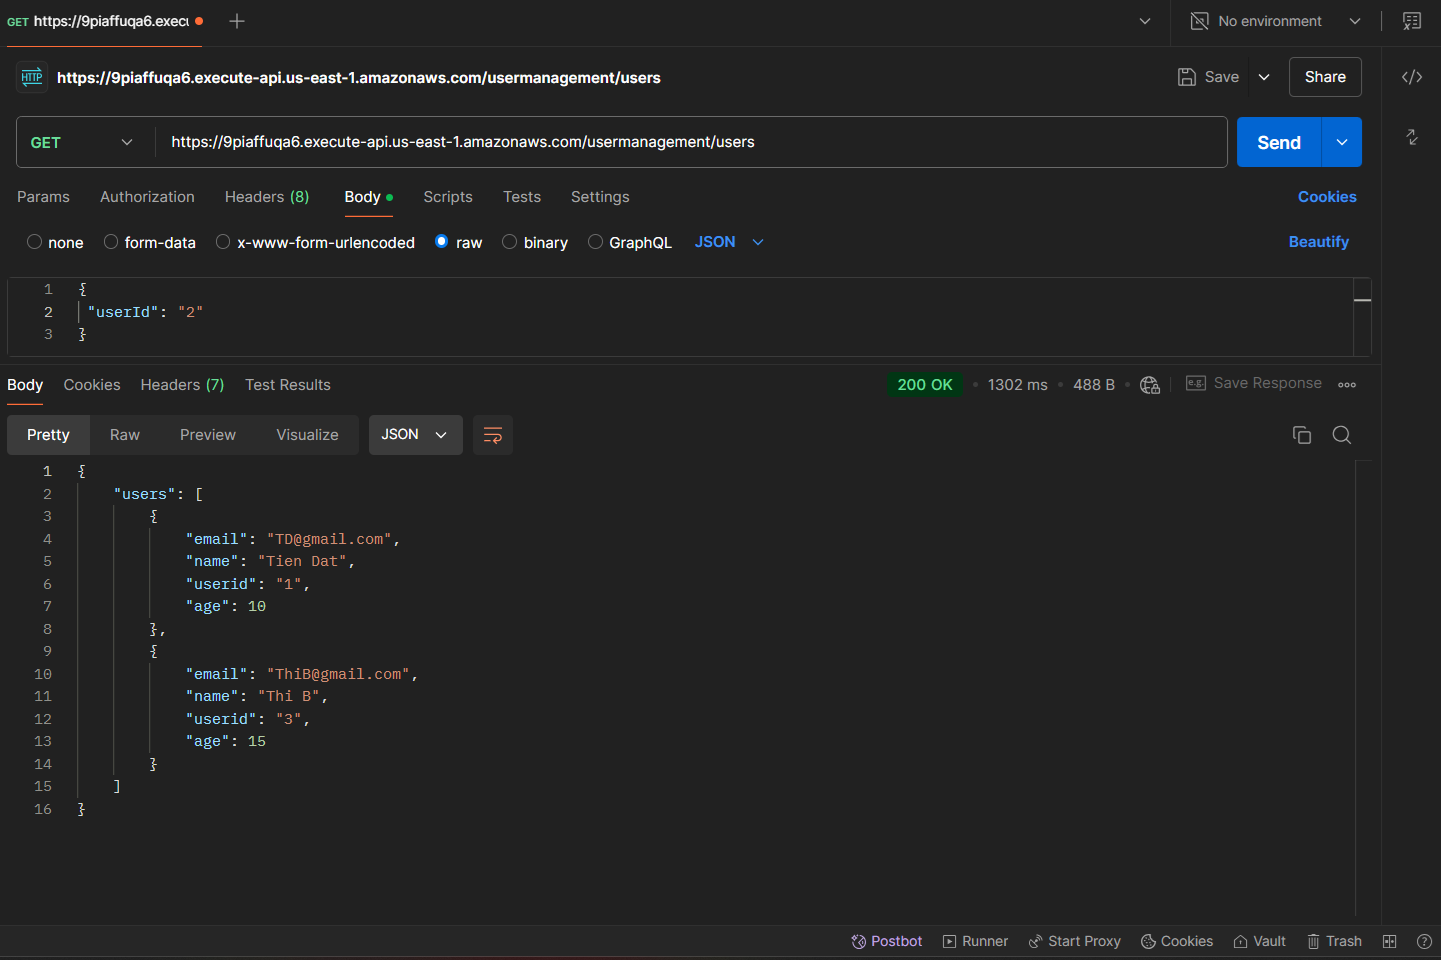 GET https://9piaffuqa6.execu
No environment
HTTP https://9piaffuqa6.execute-api.us-east-1.amazonaws.com/usermanagement/users
Save
Share
GET
https://9piaffuqa6.execute-api.us-east-1.amazonaws.com/usermanagement/users
Send
Params Authorization Headers (8) Body Scripts Tests Settings Cookies
none form-data x-www-form-urlencoded raw binary GraphQL JSON Beautify
1 {
2 "userId": "2"
3 }
Body Cookies Headers (7) Test Results 200 OK 1302 ms 488 B e.g. Save Response
Pretty Raw Preview Visualize JSON
1 {
2 "users": [
3 {
4 "email": "TD@gmail.com",
5 "name": "Tien Dat",
6 "userid": "1",
7 "age": 10
8 },
9 {
10 "email": "ThiB@gmail.com",
11 "name": "Thi B",
12 "userid": "3",
13 "age": 15
14 }
15 ]
16 }
Postbot Runner Start Proxy Cookies Vault Trash